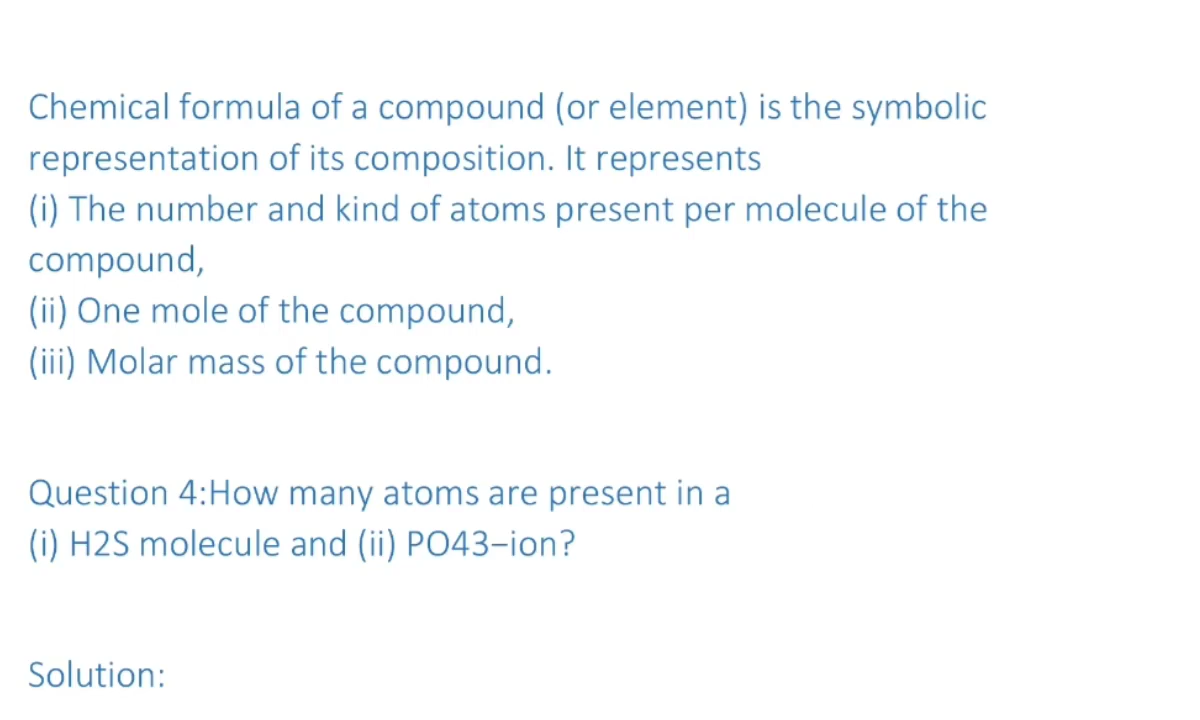 Chemical formula of a compound (or element) is the symbolic
representation of its composition. It represents
(i) The number and kind of atoms present per molecule of the
compound,
(ii) One mole of the compound,
(iii) Molar mass of the compound.
Question 4:How many atoms are present in a
(i) H2S molecule and (ii) PO43−ion?
Solution: